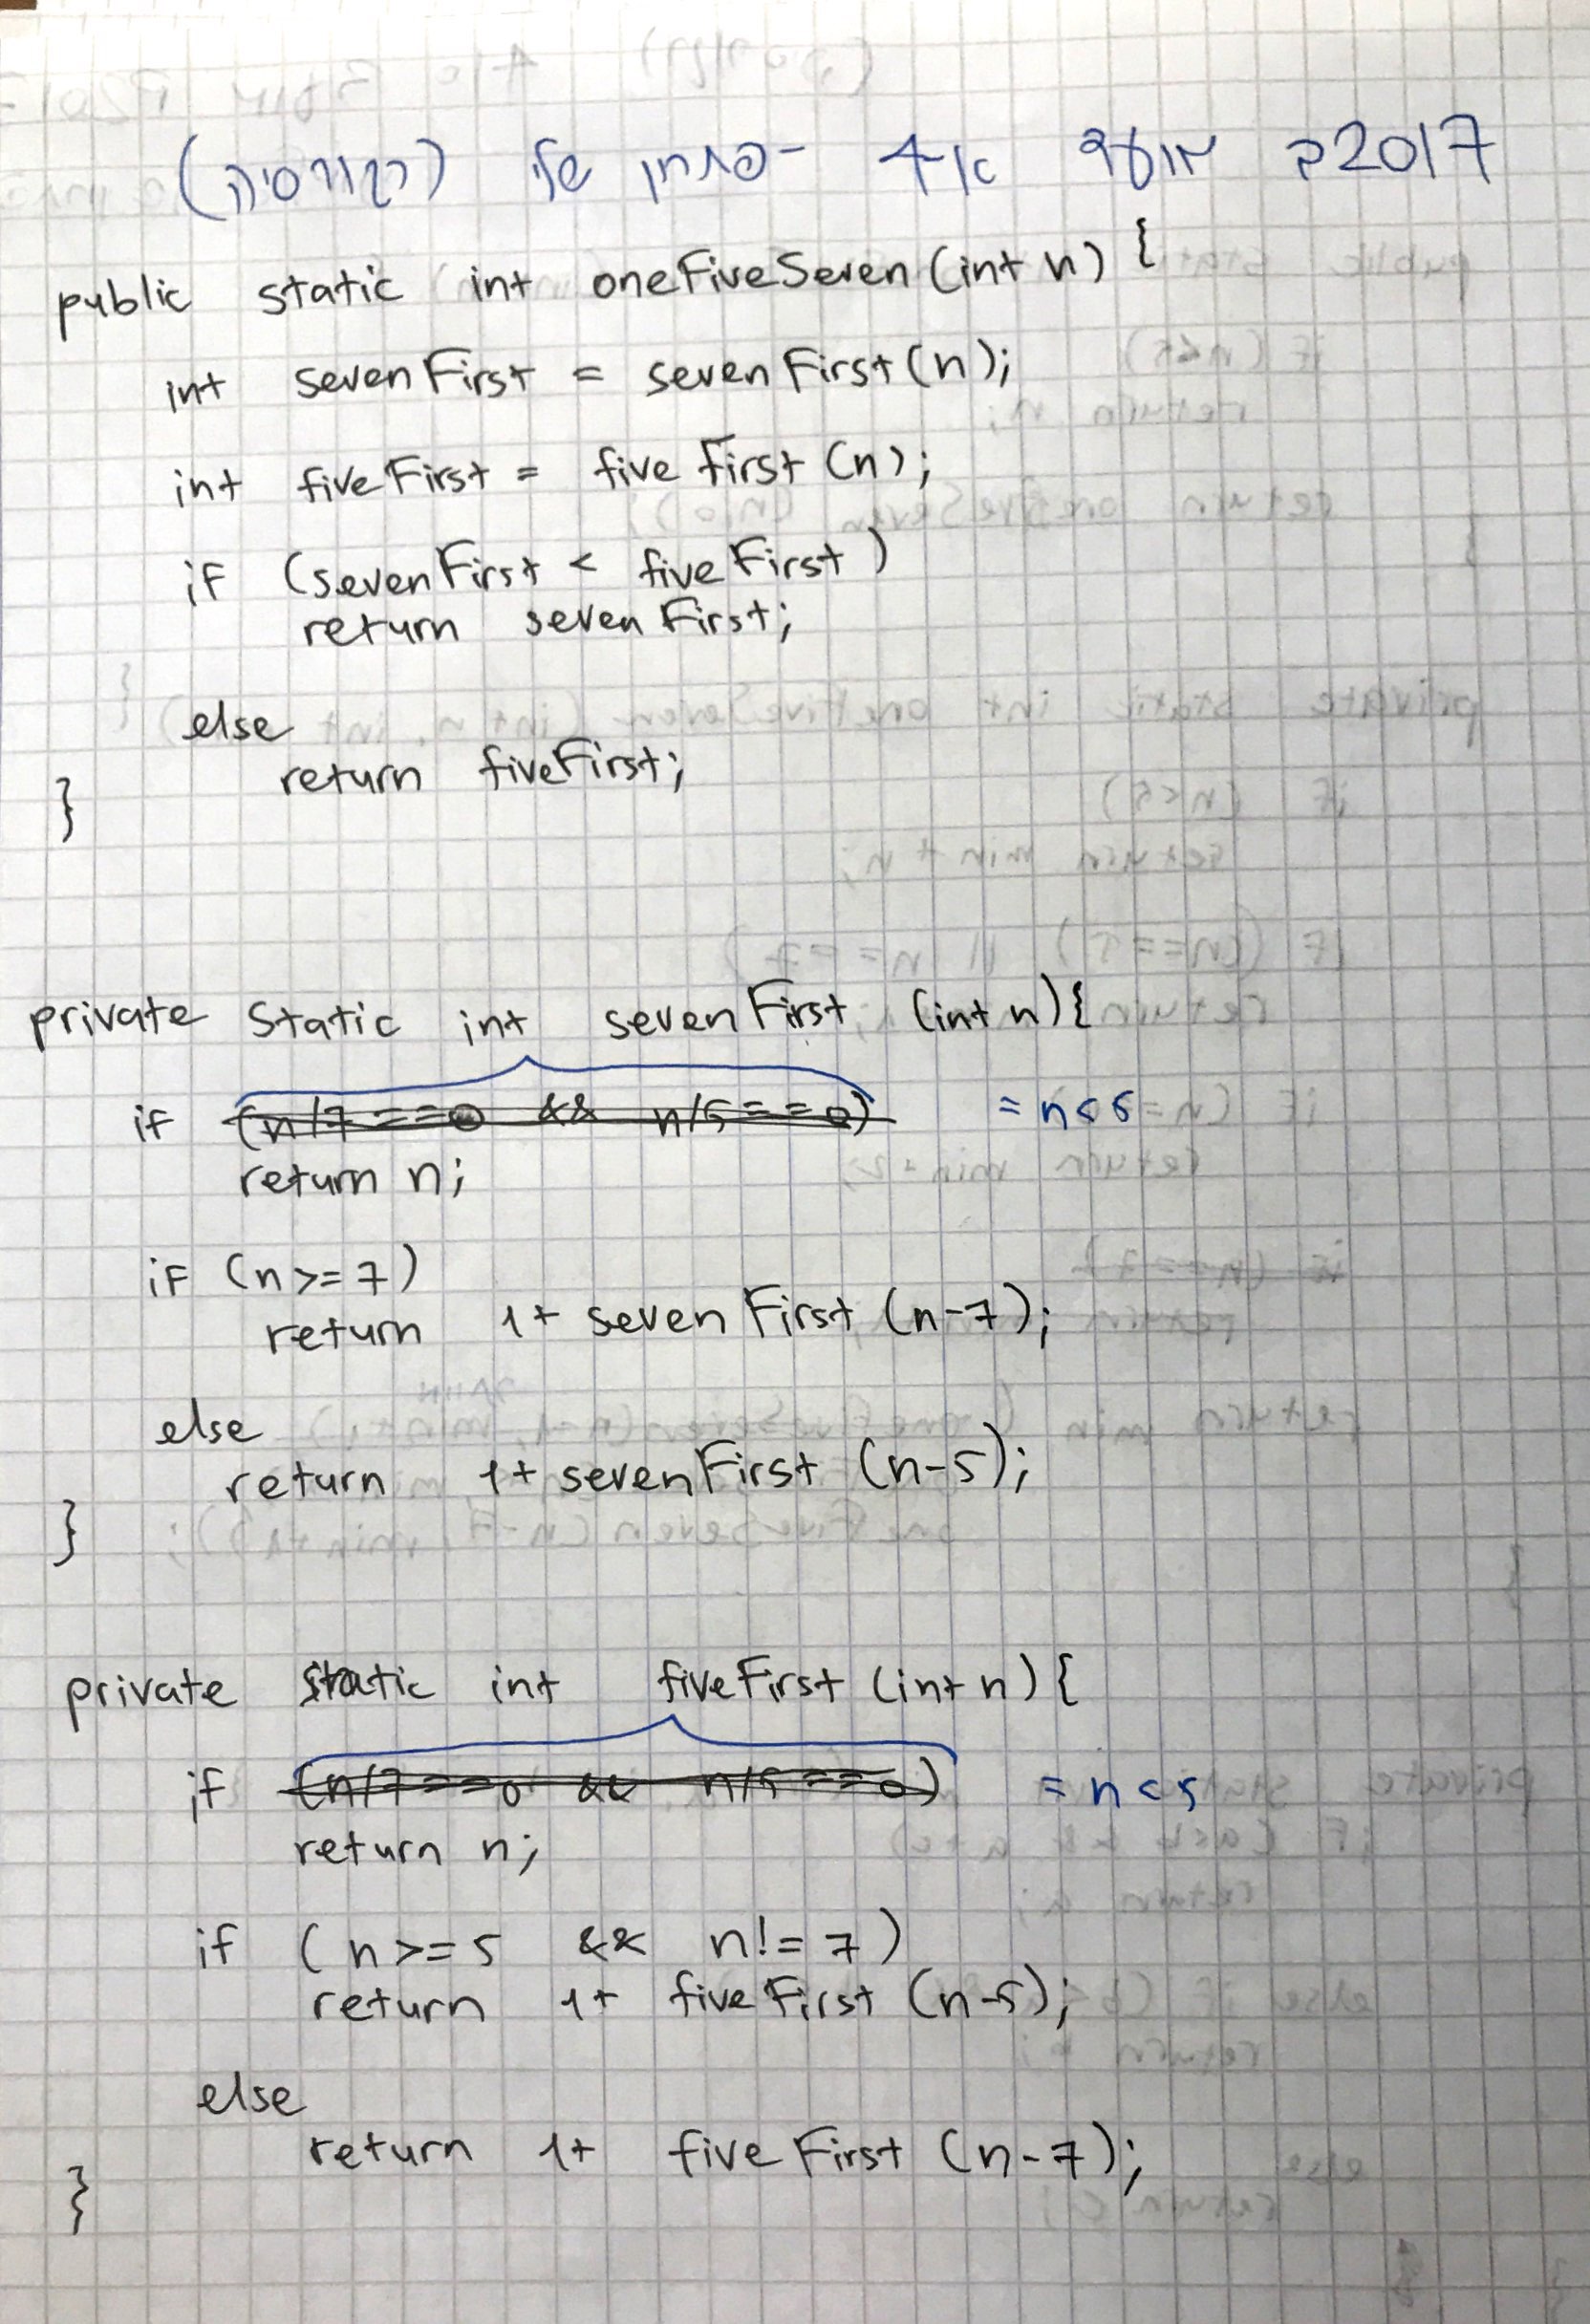 2017ב מועד 4א - פתרון שלי (רקורסיה)
public static int oneFiveSeven (int n) {
int sevenFirst = sevenFirst (n);
int fiveFirst = fiveFirst (n);
if (sevenFirst < fiveFirst)
return sevenFirst;
else
return fiveFirst;
}
private static int sevenFirst (int n) {
if (n/7 == 0 && n/5 == 0) = n<5
return n;
if (n >= 7)
return 1+ sevenFirst (n-7);
else
return 1+ sevenFirst (n-5);
}
private static int fiveFirst (int n) {
if (n/7 == 0 && n/5 == 0) = n<5
return n;
if (n >= 5 && n != 7)
return 1+ fiveFirst (n-5);
else
return 1+ fiveFirst (n-7);
}